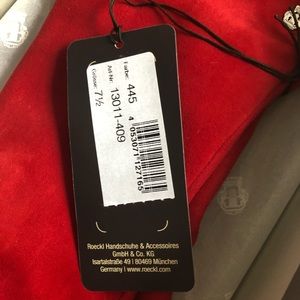 Farbe: 445
Art-Nr: 13011-409
Grösse: 7½
4 053071 127165
Roeckl Handschuhe & Accessoires
GmbH & Co. KG
Isartalstraße 49 | 80469 München
Germany | www.roeckl.com